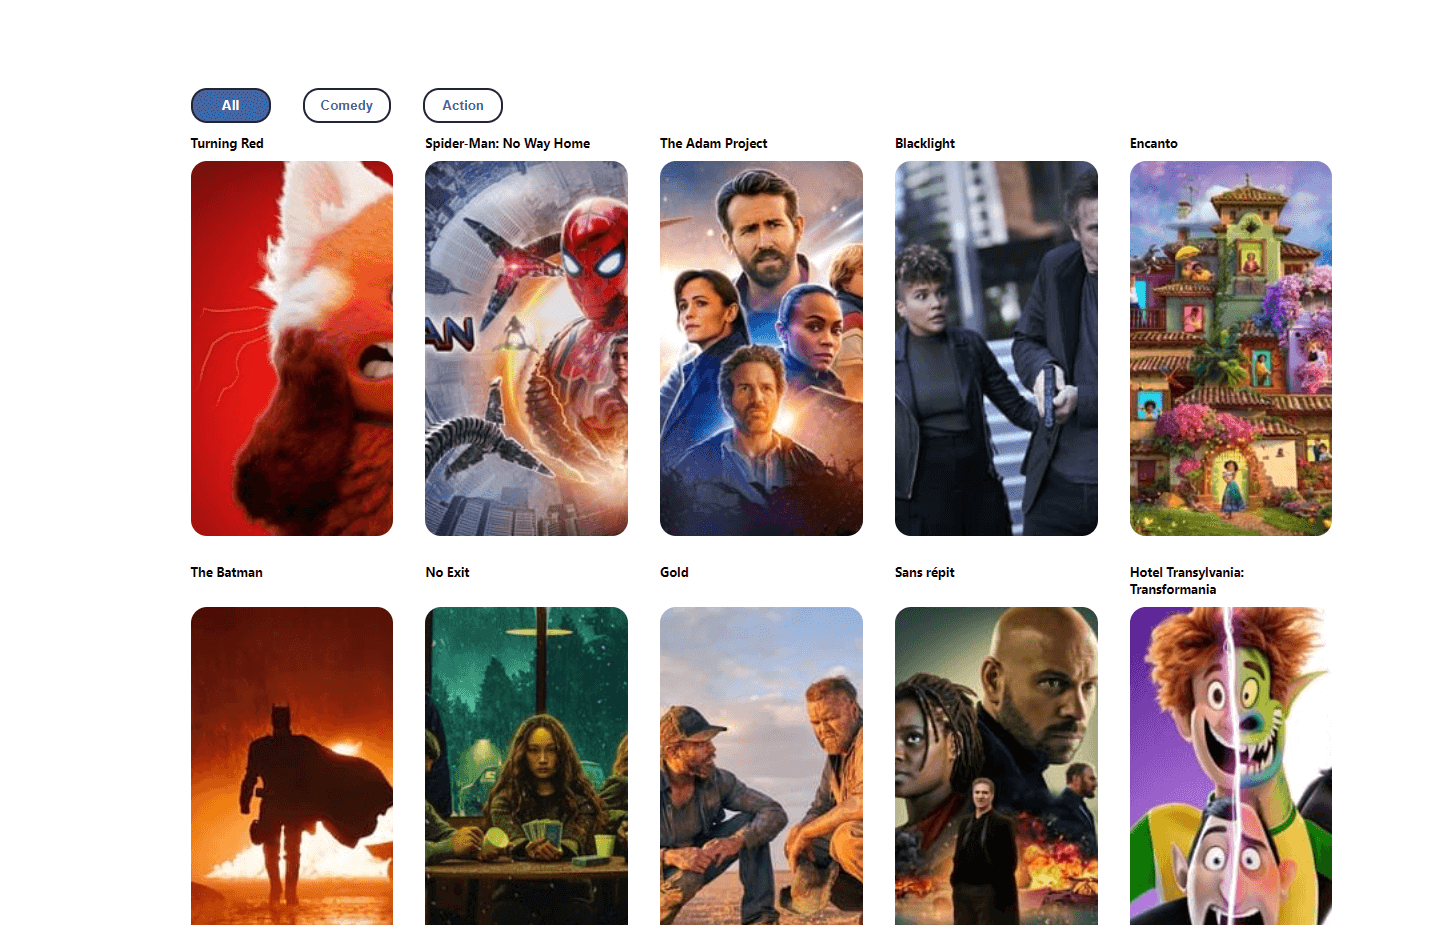 All
Comedy
Action
Turning Red
Spider-Man: No Way Home
The Adam Project
Blacklight
Encanto
AN
The Batman
No Exit
Gold
Sans répit
Hotel Transylvania:
Transformania